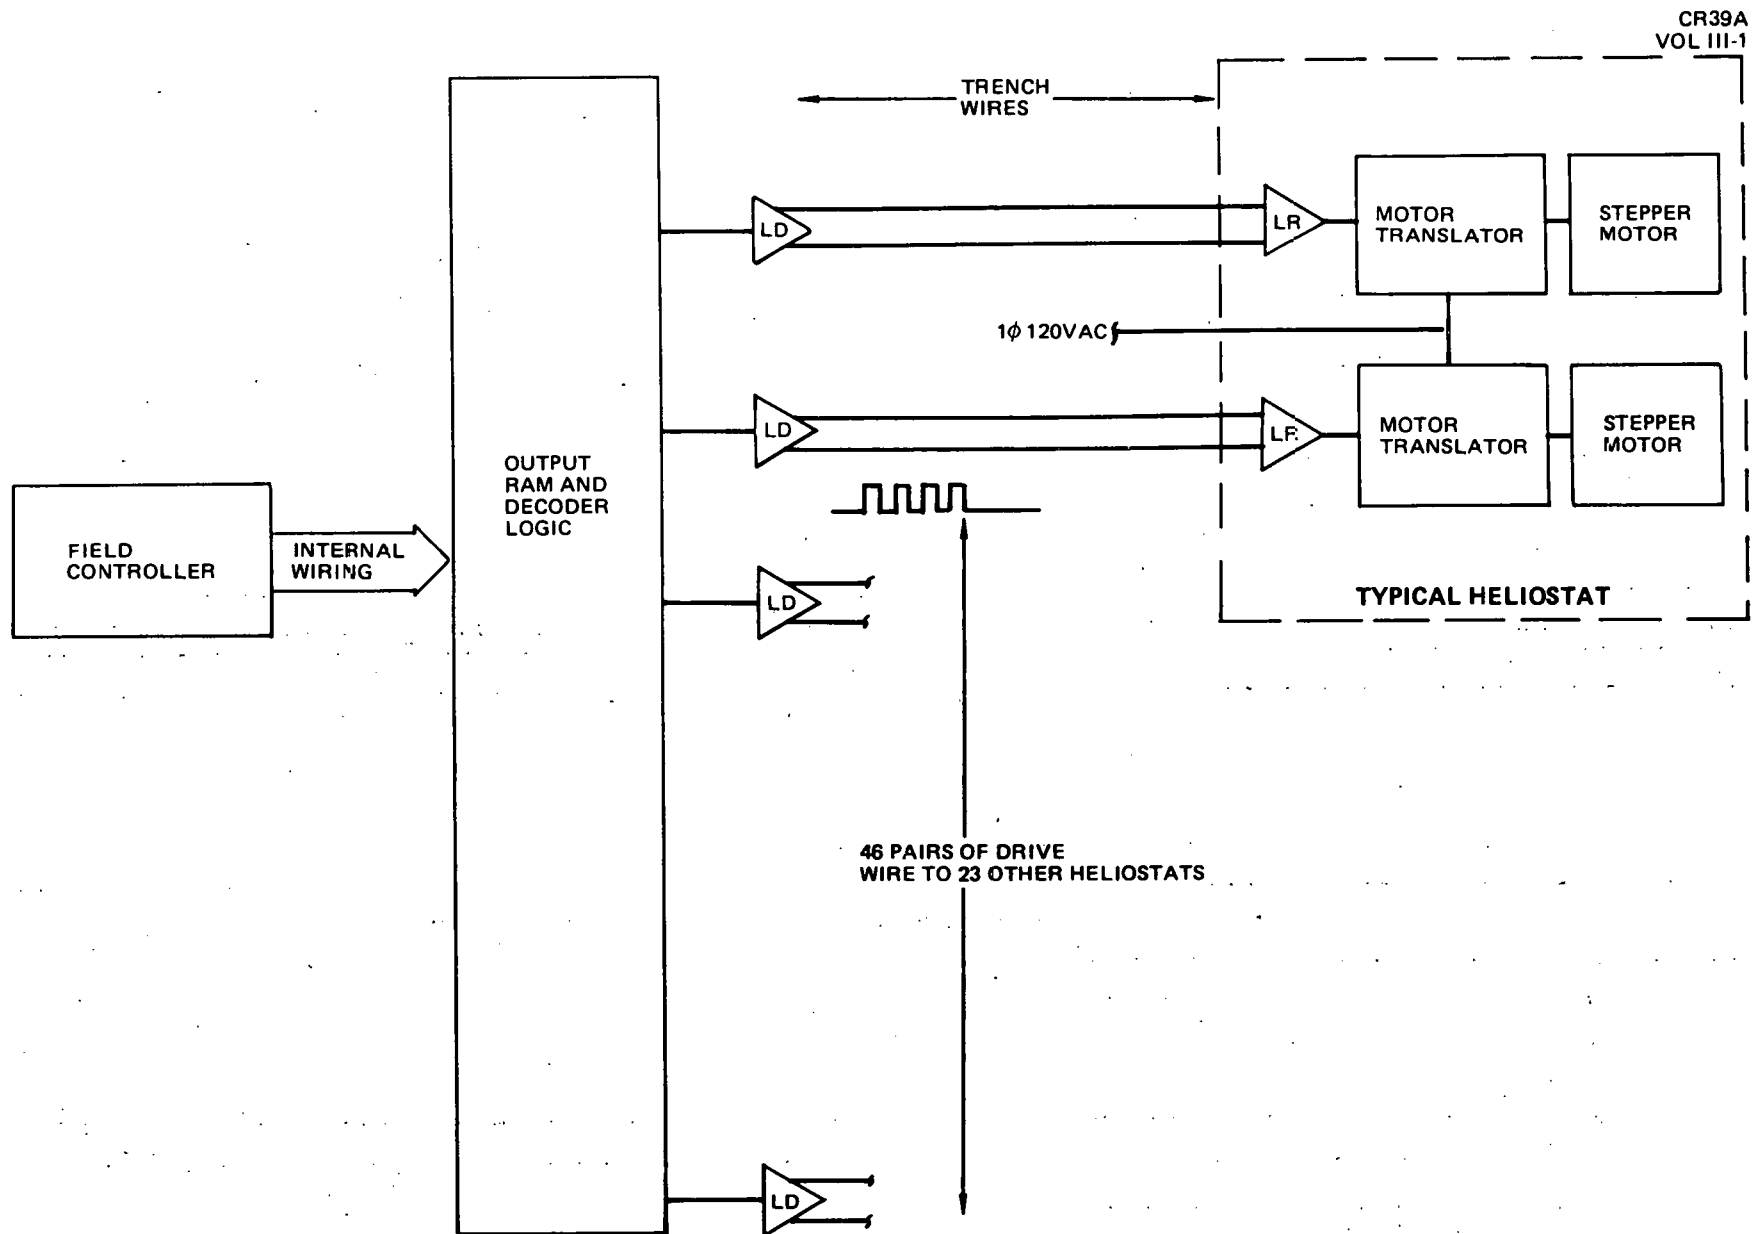 CR39A
VOL III-1
TRENCH
WIRES
LD
LR
MOTOR
TRANSLATOR
STEPPER
MOTOR
1ϕ 120VAC
LD
LR
MOTOR
TRANSLATOR
STEPPER
MOTOR
OUTPUT
RAM AND
DECODER
LOGIC
FIELD
CONTROLLER
INTERNAL
WIRING
LD
TYPICAL HELIOSTAT
46 PAIRS OF DRIVE
WIRE TO 23 OTHER HELIOSTATS
LD